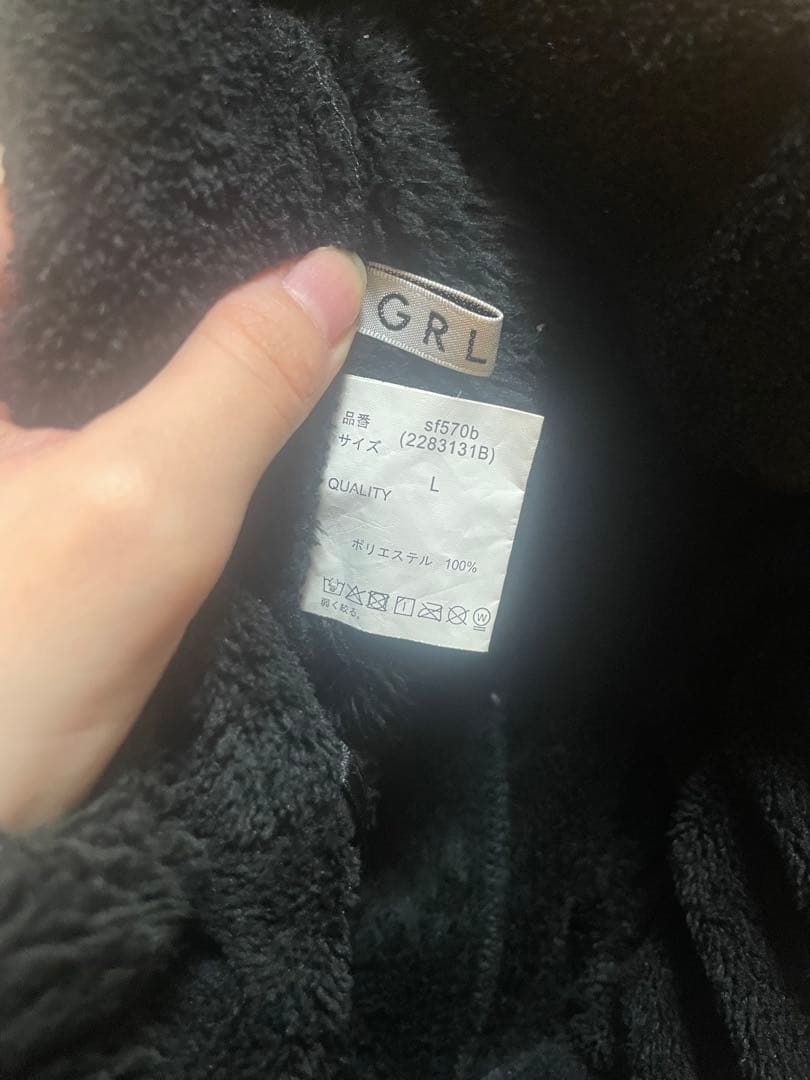 GRL
品番 sf570b
サイズ (2283131B)
QUALITY L
ポリエステル 100%
弱く絞る。
W